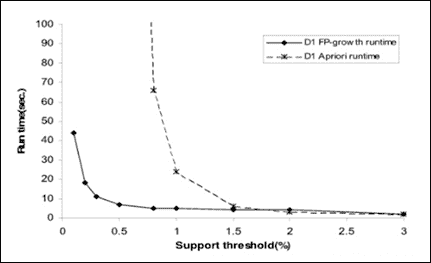 100
90
80
70
60
50
40
30
20
10
0
Run time(sec.)
D1 FP-growth runtime
D1 Apriori runtime
0 0.5 1 1.5 2 2.5 3
Support threshold(%)